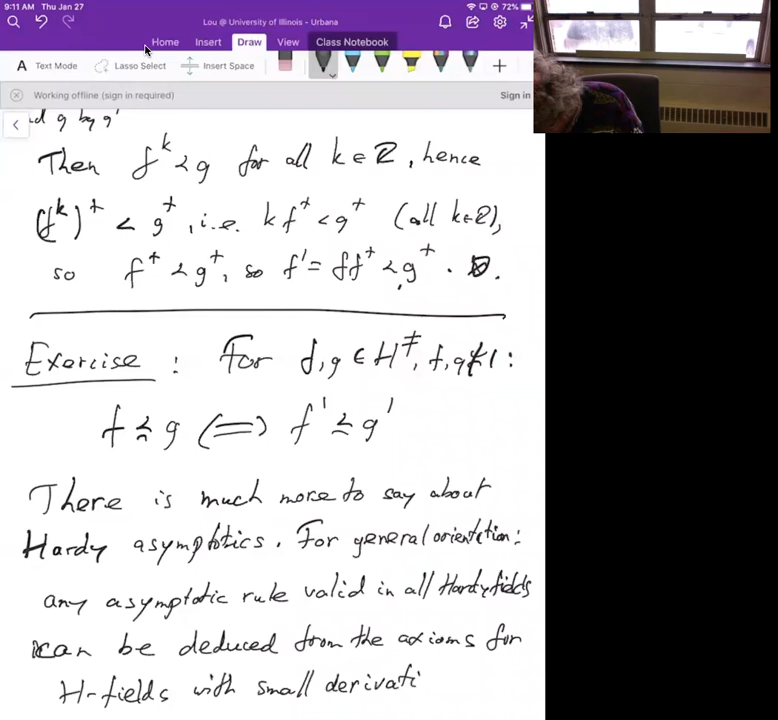 9:11 AM Thu Jan 27
72%
Lou @ University of Illinois - Urbana
Home Insert Draw View Class Notebook
A Text Mode Lasso Select Insert Space
Working offline (sign in required) Sign in
g by g'
Then f^k ≺ g for all k ∈ ℤ, hence
(f^k)^† < g^†, i.e. k f^† < g^† (all k∈ℤ),
so f^† ≺ g^†, so f' = f f^† ≺ g^†.
Exercise : For f, g ∈ H^≠, f, g ≭ 1 :
f ≼ g ⟺ f' ≼ g'
There is much more to say about
Hardy asymptotics. For general orientation:
any asymptotic rule valid in all Hardy fields
can be deduced from the axioms for
H-fields with small derivati